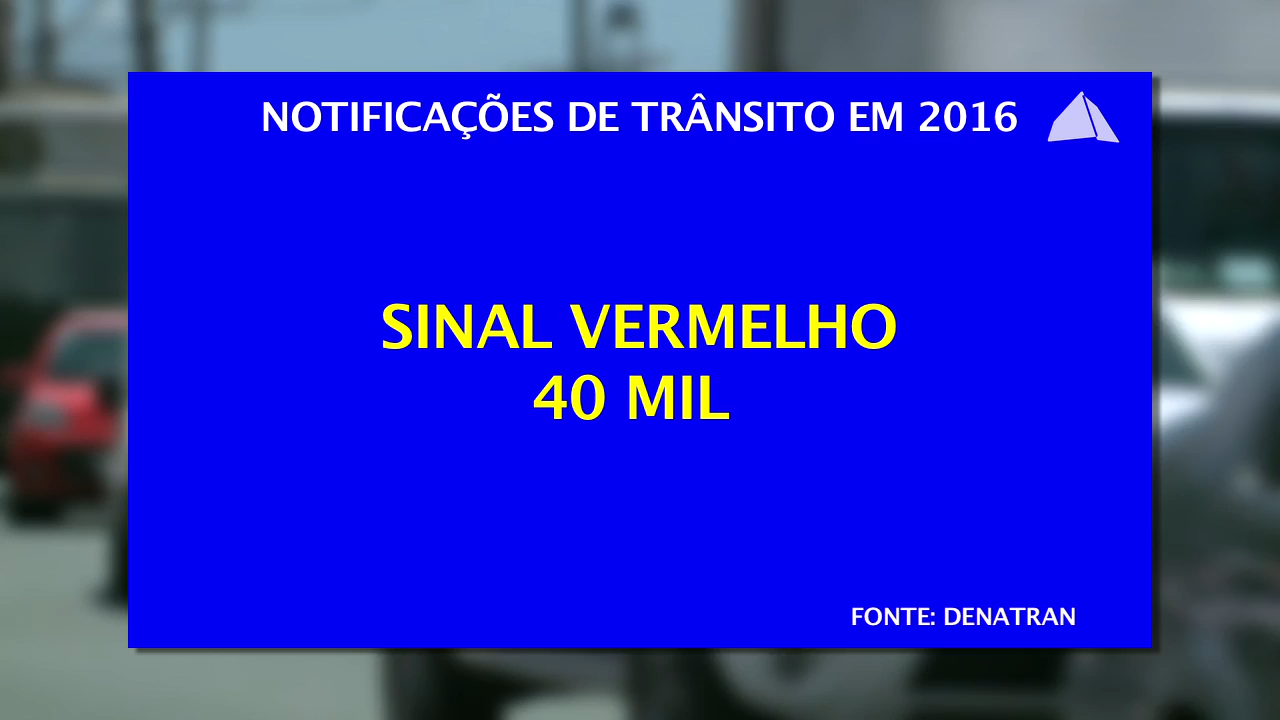 NOTIFICAÇÕES DE TRÂNSITO EM 2016
SINAL VERMELHO
40 MIL
FONTE: DENATRAN